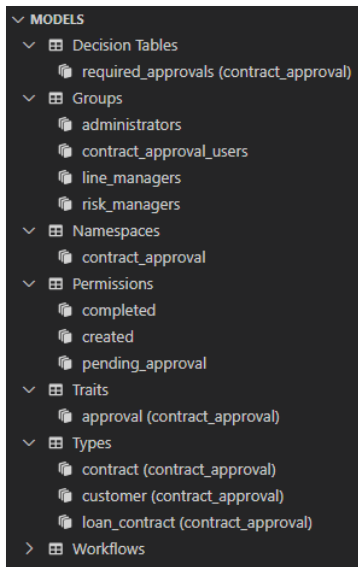 MODELS
Decision Tables
required_approvals (contract_approval)
Groups
administrators
contract_approval_users
line_managers
risk_managers
Namespaces
contract_approval
Permissions
completed
created
pending_approval
Traits
approval (contract_approval)
Types
contract (contract_approval)
customer (contract_approval)
loan_contract (contract_approval)
Workflows